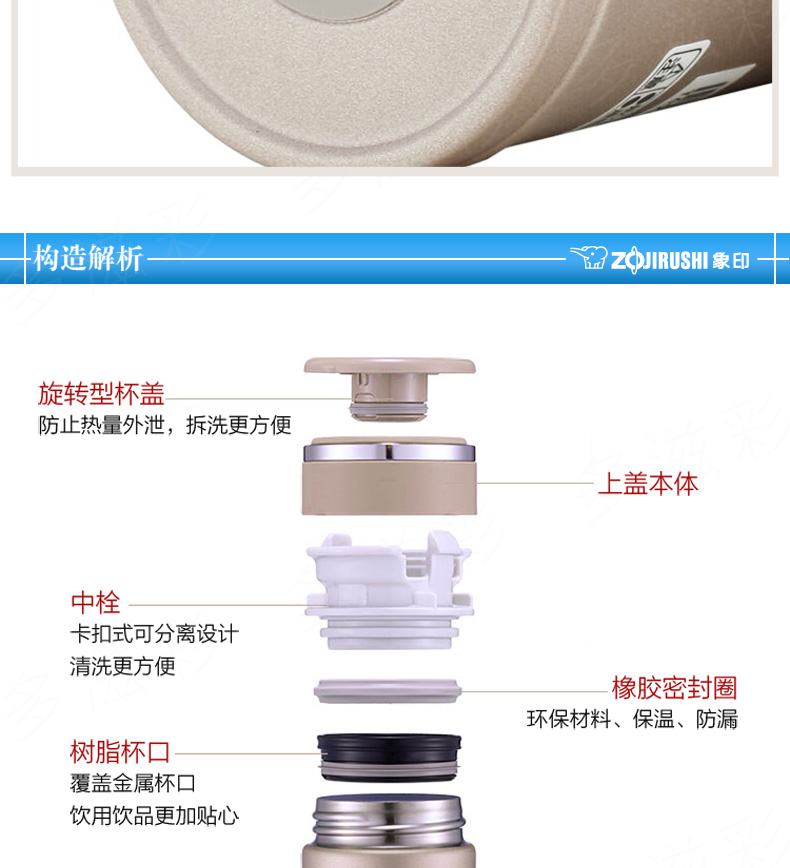 构造解析
ZOJIRUSHI 象印
旋转型杯盖
防止热量外泄，拆洗更方便
上盖本体
中栓
卡扣式可分离设计
清洗更方便
橡胶密封圈
环保材料、保温、防漏
树脂杯口
覆盖金属杯口
饮用饮品更加贴心